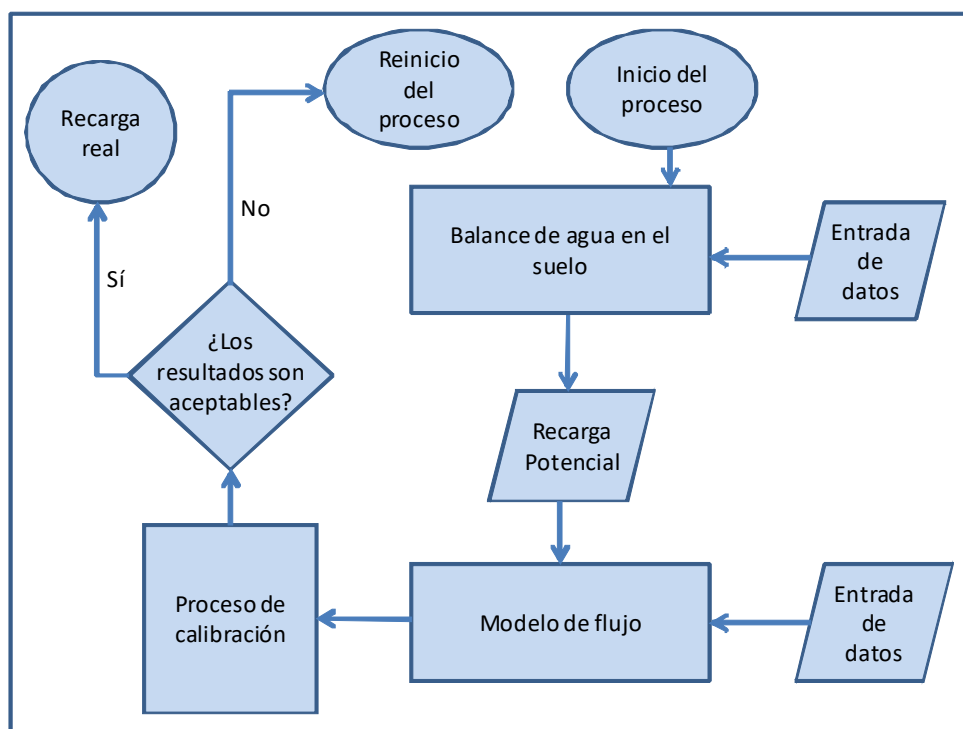 Reinicio
del
proceso
Inicio del
proceso
Recarga
real
No
Sí
Balance de agua en el
suelo
Entrada
de
datos
¿Los
resultados son
aceptables?
Recarga
Potencial
Proceso de
calibración
Modelo de flujo
Entrada
de
datos